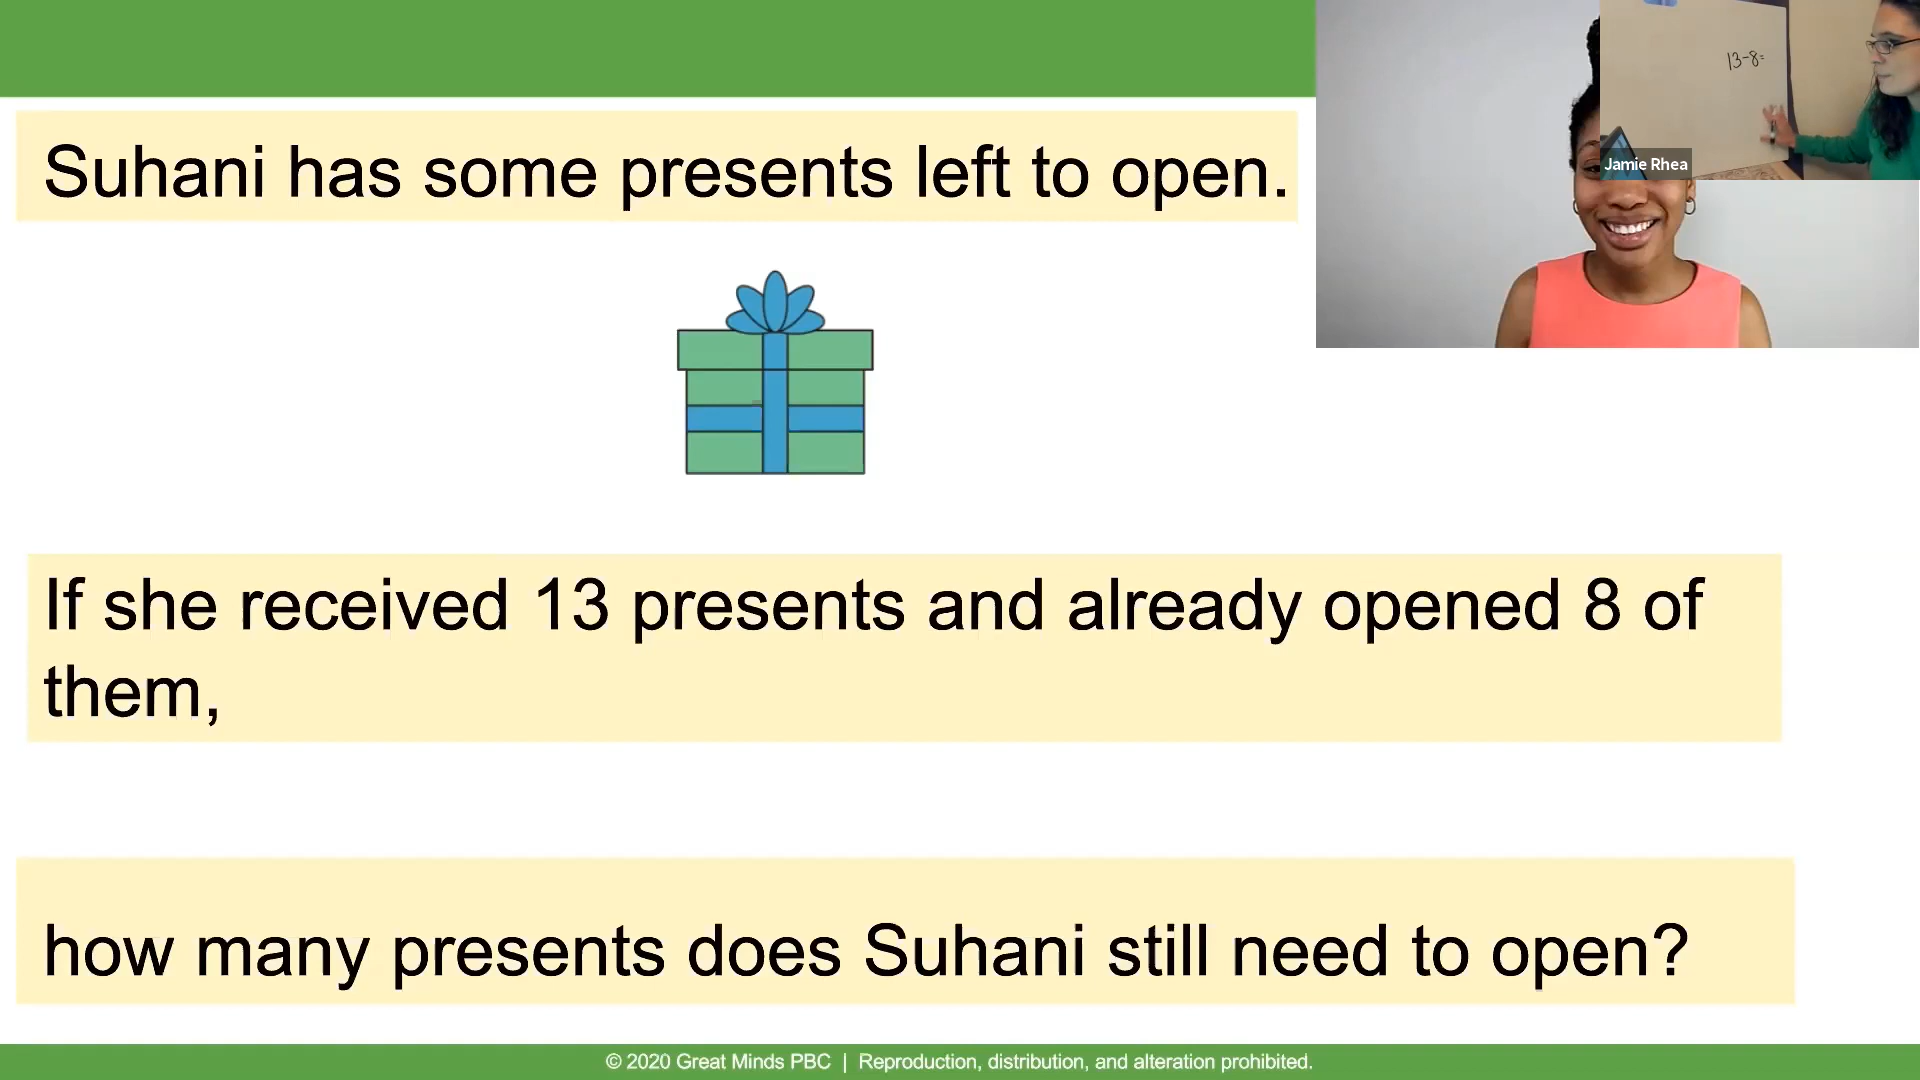 Suhani has some presents left to open.
13-8=
Jamie Rhea
If she received 13 presents and already opened 8 of
them,
how many presents does Suhani still need to open?
© 2020 Great Minds PBC | Reproduction, distribution, and alteration prohibited.